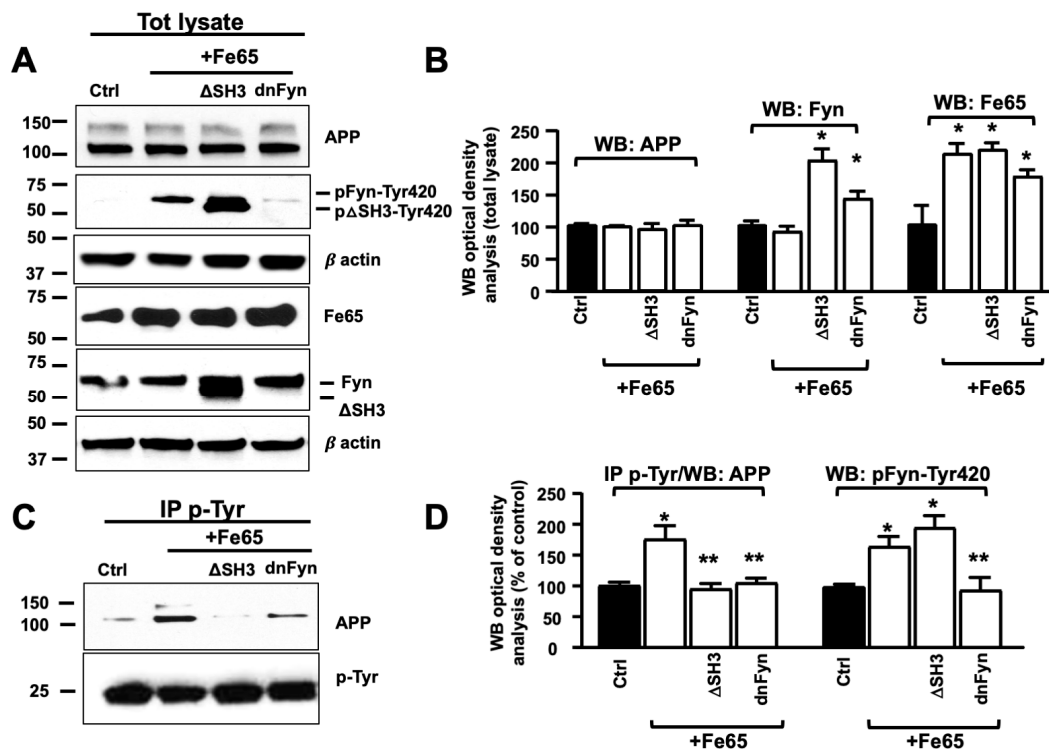 A
Tot lysate
+Fe65
Ctrl
ΔSH3
dnFyn
150
100
APP
75
50
pFyn-Tyr420
pΔSH3-Tyr420
50
37
β actin
75
50
Fe65
75
50
Fyn
ΔSH3
50
37
β actin
B
WB optical density
analysis (total lysate)
250
200
150
100
50
0
WB: APP
WB: Fyn
WB: Fe65
* * * * *
Ctrl
ΔSH3
dnFyn
+Fe65
Ctrl
ΔSH3
dnFyn
+Fe65
Ctrl
ΔSH3
dnFyn
+Fe65
C
IP p-Tyr
+Fe65
Ctrl
ΔSH3
dnFyn
150
100
APP
25
p-Tyr
D
WB optical density
analysis (% of control)
250
200
150
100
50
0
IP p-Tyr/WB: APP
WB: pFyn-Tyr420
* ** ** * * **
Ctrl
ΔSH3
dnFyn
+Fe65
Ctrl
ΔSH3
dnFyn
+Fe65